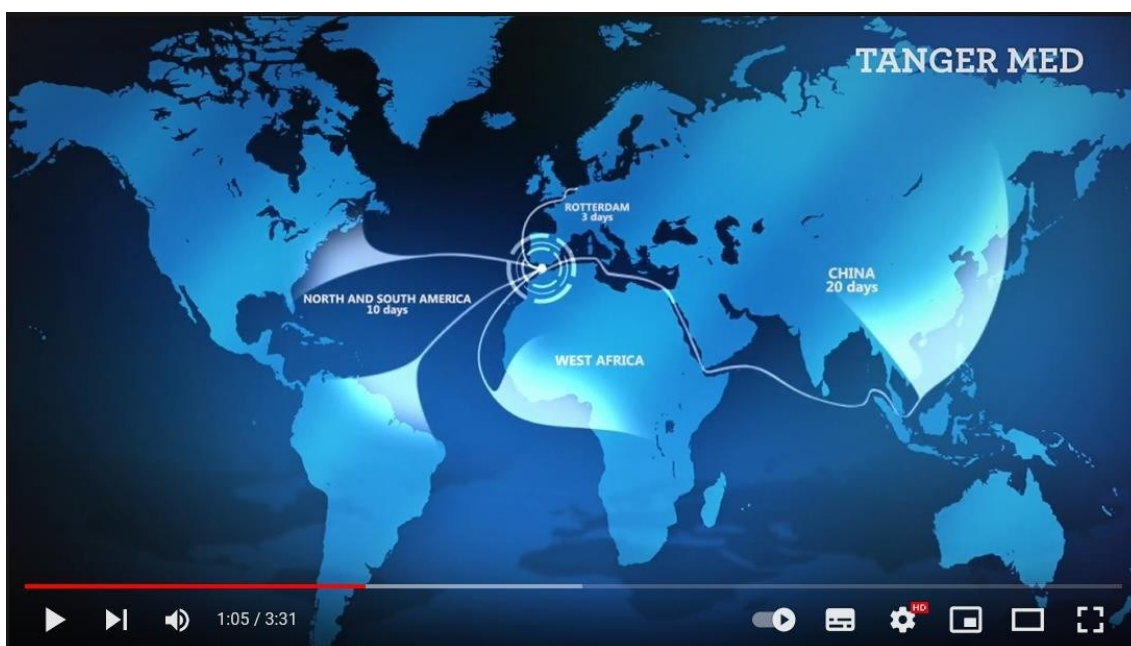 TANGER MED
ROTTERDAM
3 days
NORTH AND SOUTH AMERICA
10 days
CHINA
20 days
WEST AFRICA
1:05 / 3:31
HD